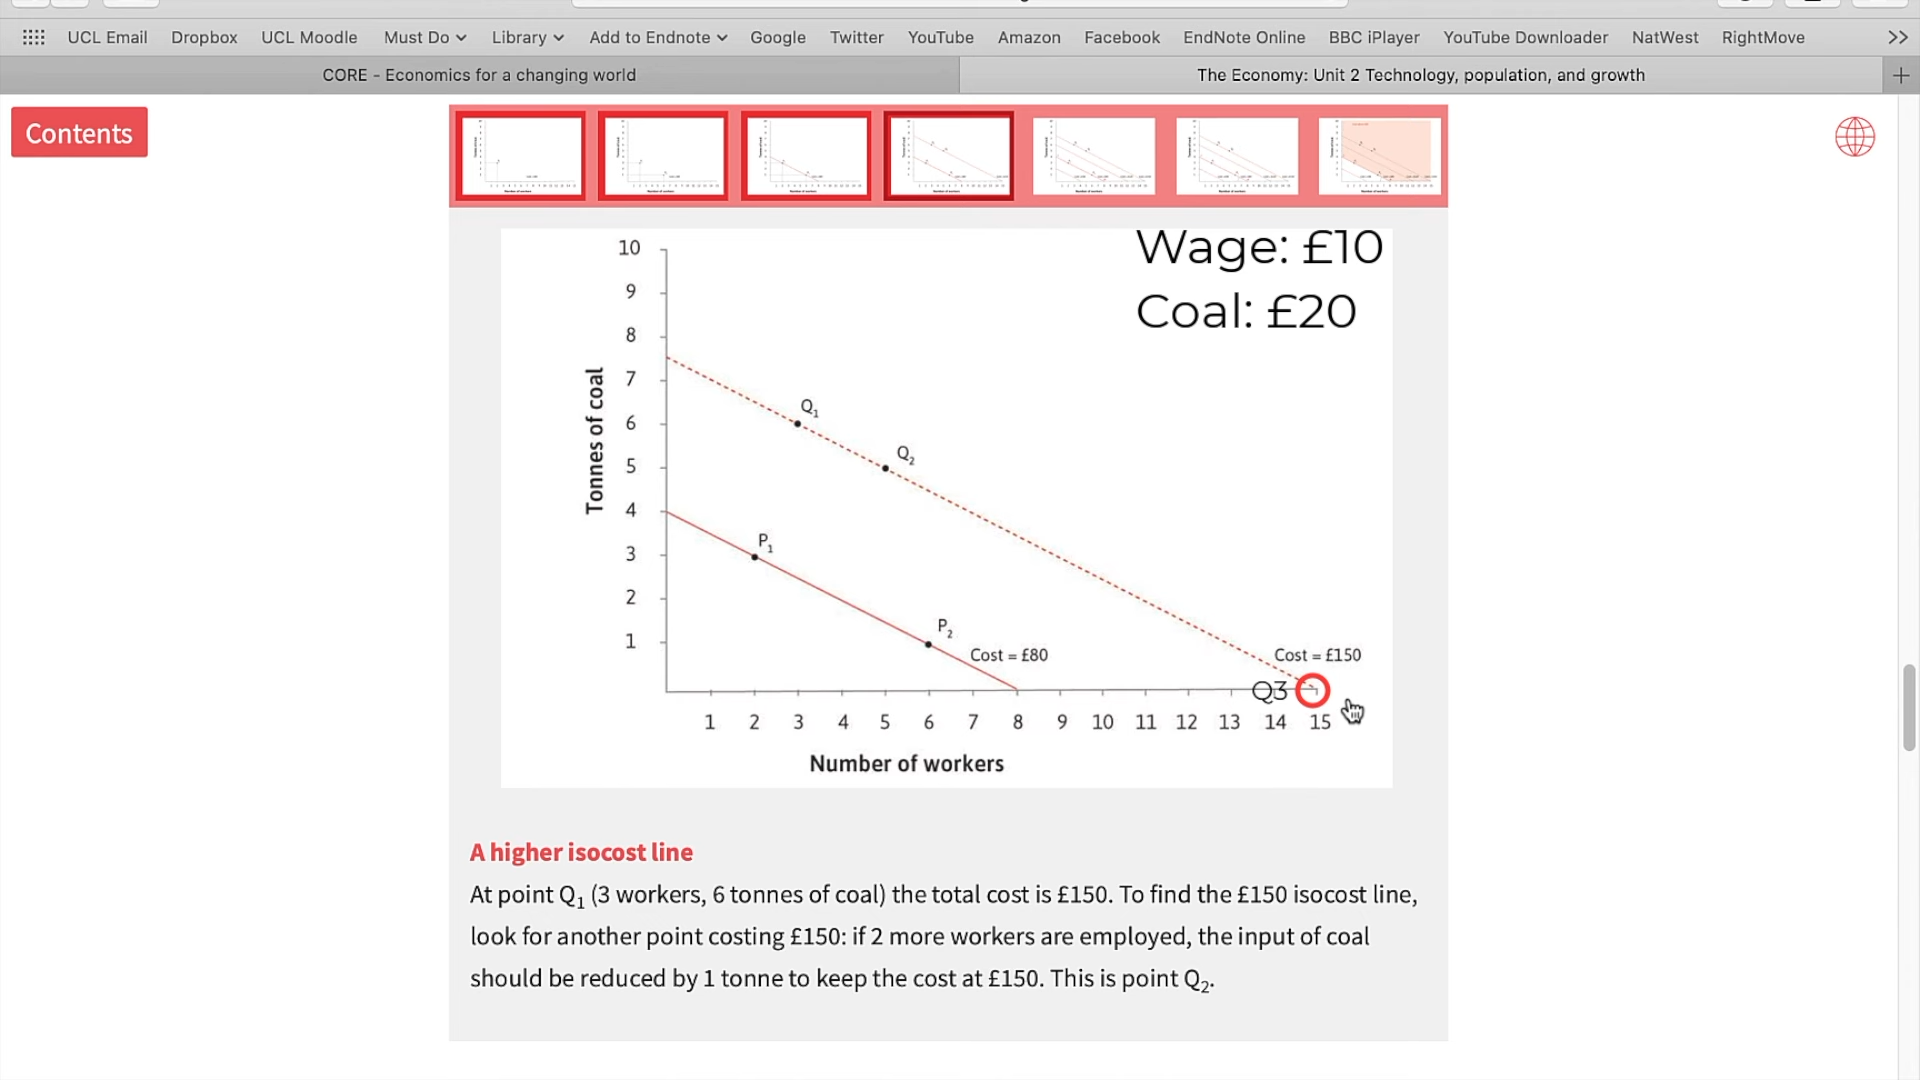 UCL Email Dropbox UCL Moodle Must Do Library Add to Endnote Google Twitter YouTube Amazon Facebook EndNote Online BBC iPlayer YouTube Downloader NatWest RightMove
CORE - Economics for a changing world
The Economy: Unit 2 Technology, population, and growth
Contents
Wage: £10
Coal: £20
10
9
8
7
6
5
4
3
2
1
Tonnes of coal
Q₁
Q₂
P₁
P₂
Cost = £80
Cost = £150
Q3
1 2 3 4 5 6 7 8 9 10 11 12 13 14 15
Number of workers
A higher isocost line
At point Q₁ (3 workers, 6 tonnes of coal) the total cost is £150. To find the £150 isocost line,
look for another point costing £150: if 2 more workers are employed, the input of coal
should be reduced by 1 tonne to keep the cost at £150. This is point Q₂.